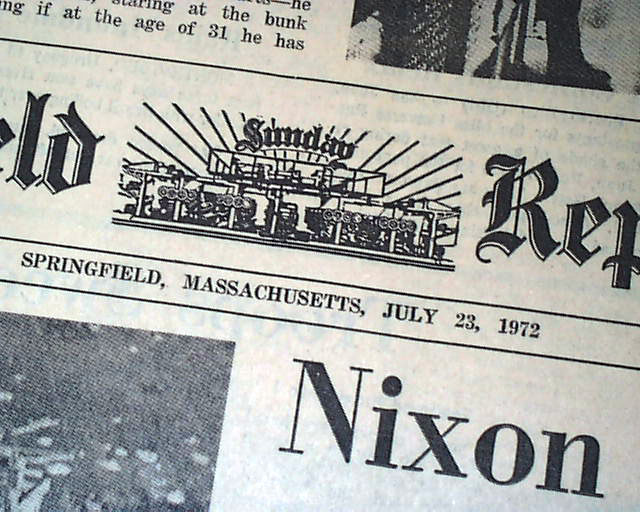 staring at the bunk
ng if at the age of 31 he has
eld Sunday Rep
SPRINGFIELD, MASSACHUSETTS, JULY 23, 1972
Nixon